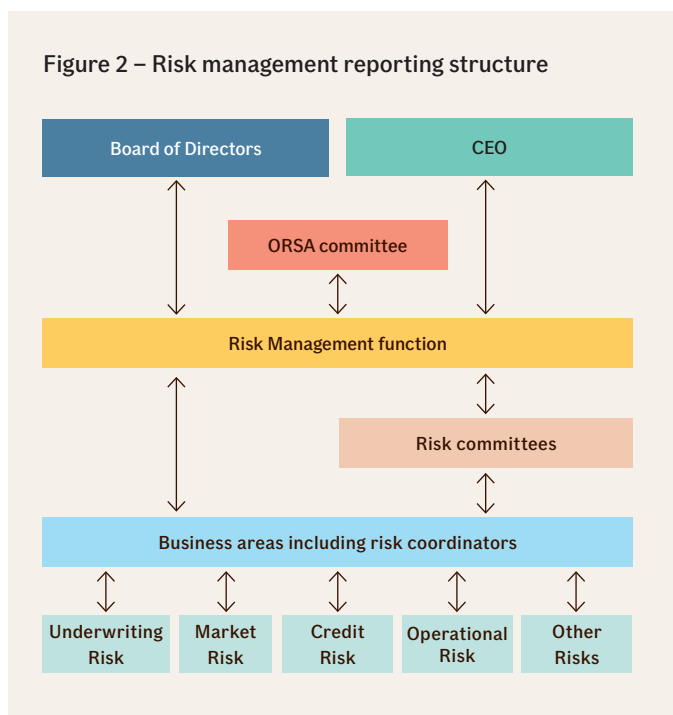 Figure 2 – Risk management reporting structure
Board of Directors
CEO
ORSA committee
Risk Management function
Risk committees
Business areas including risk coordinators
Underwriting
Risk
Market
Risk
Credit
Risk
Operational
Risk
Other
Risks